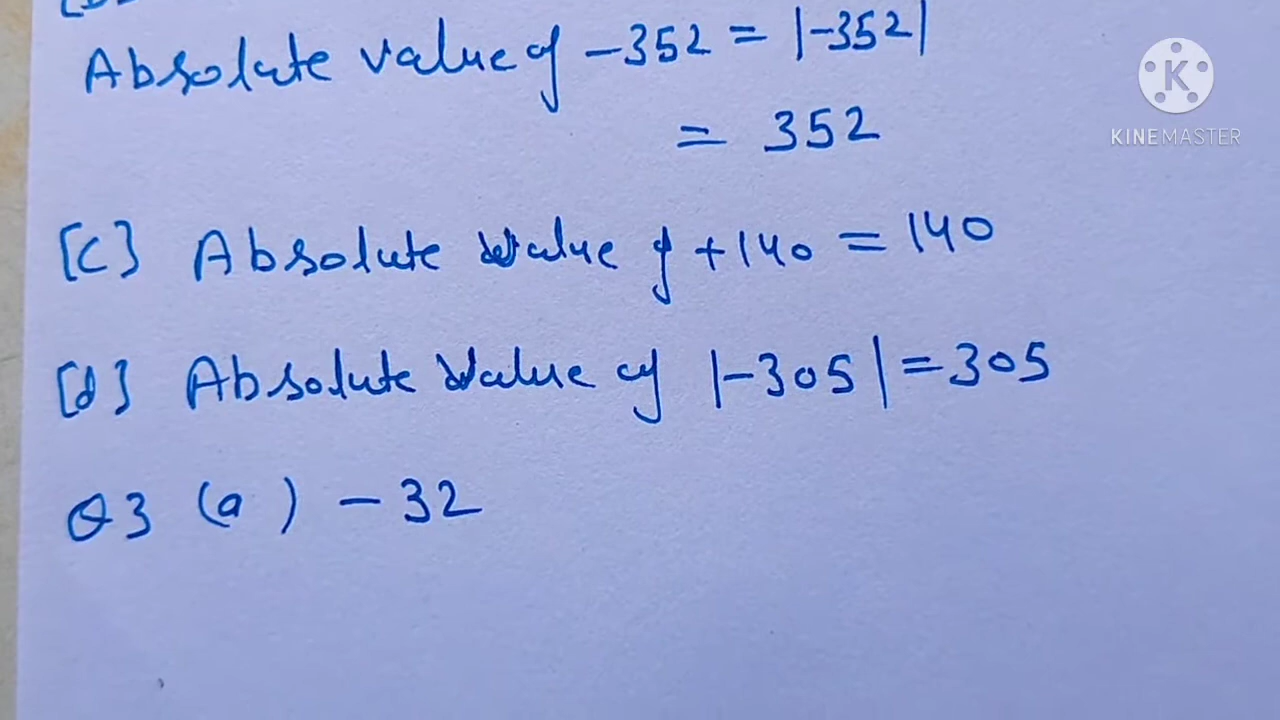 Absolute value of -352 = |-352|
= 352
[c] Absolute value of +140 = 140
[d] Absolute value of |-305| = 305
Q3 (a) -32
K
KINEMASTER